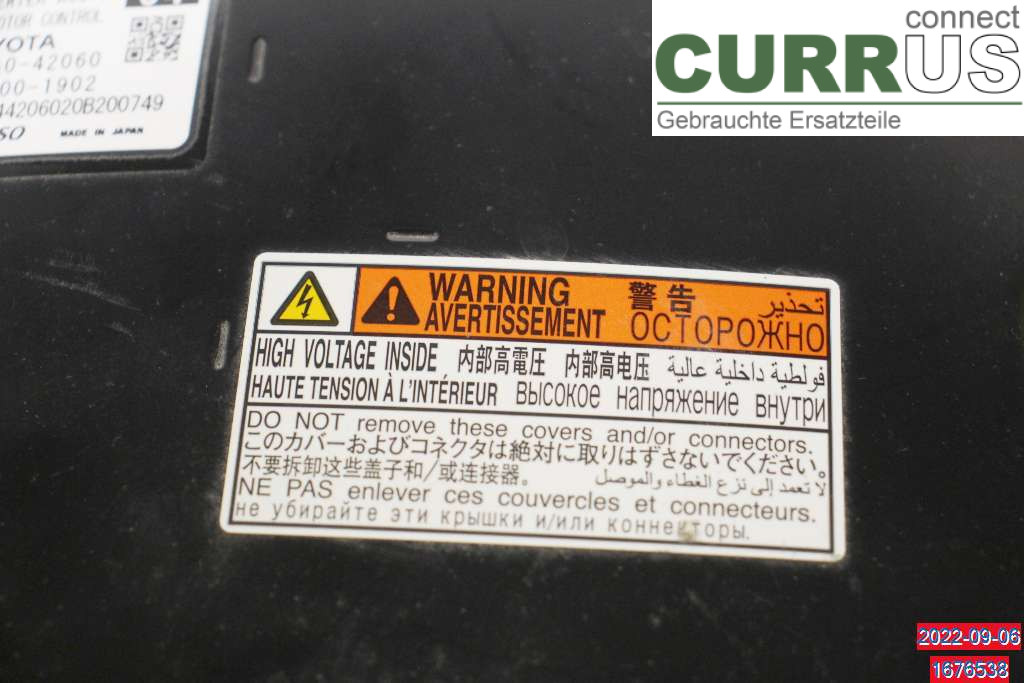 MOTOR CONTROL
42060
1902
44206020B200749
MADE IN JAPAN
connect
CURRUS
Gebrauchte Ersatzteile
WARNING 警告 تحذير
AVERTISSEMENT ОСТОРОЖНО
HIGH VOLTAGE INSIDE 内部高電圧 内部高电压 فولطية داخلية عالية
HAUTE TENSION À L'INTÉRIEUR высокое напряжение внутри
DO NOT remove these covers and/or connectors.
このカバーおよびコネクタは絶対に取りはずさないでください。
不要拆卸这些盖子和/或连接器。 لا تعمد إلى نزع الغطاء والموصل
NE PAS enlever ces couvercles et connecteurs.
не убирайте эти крышки и/или коннекторы.
2022-09-06
1676538